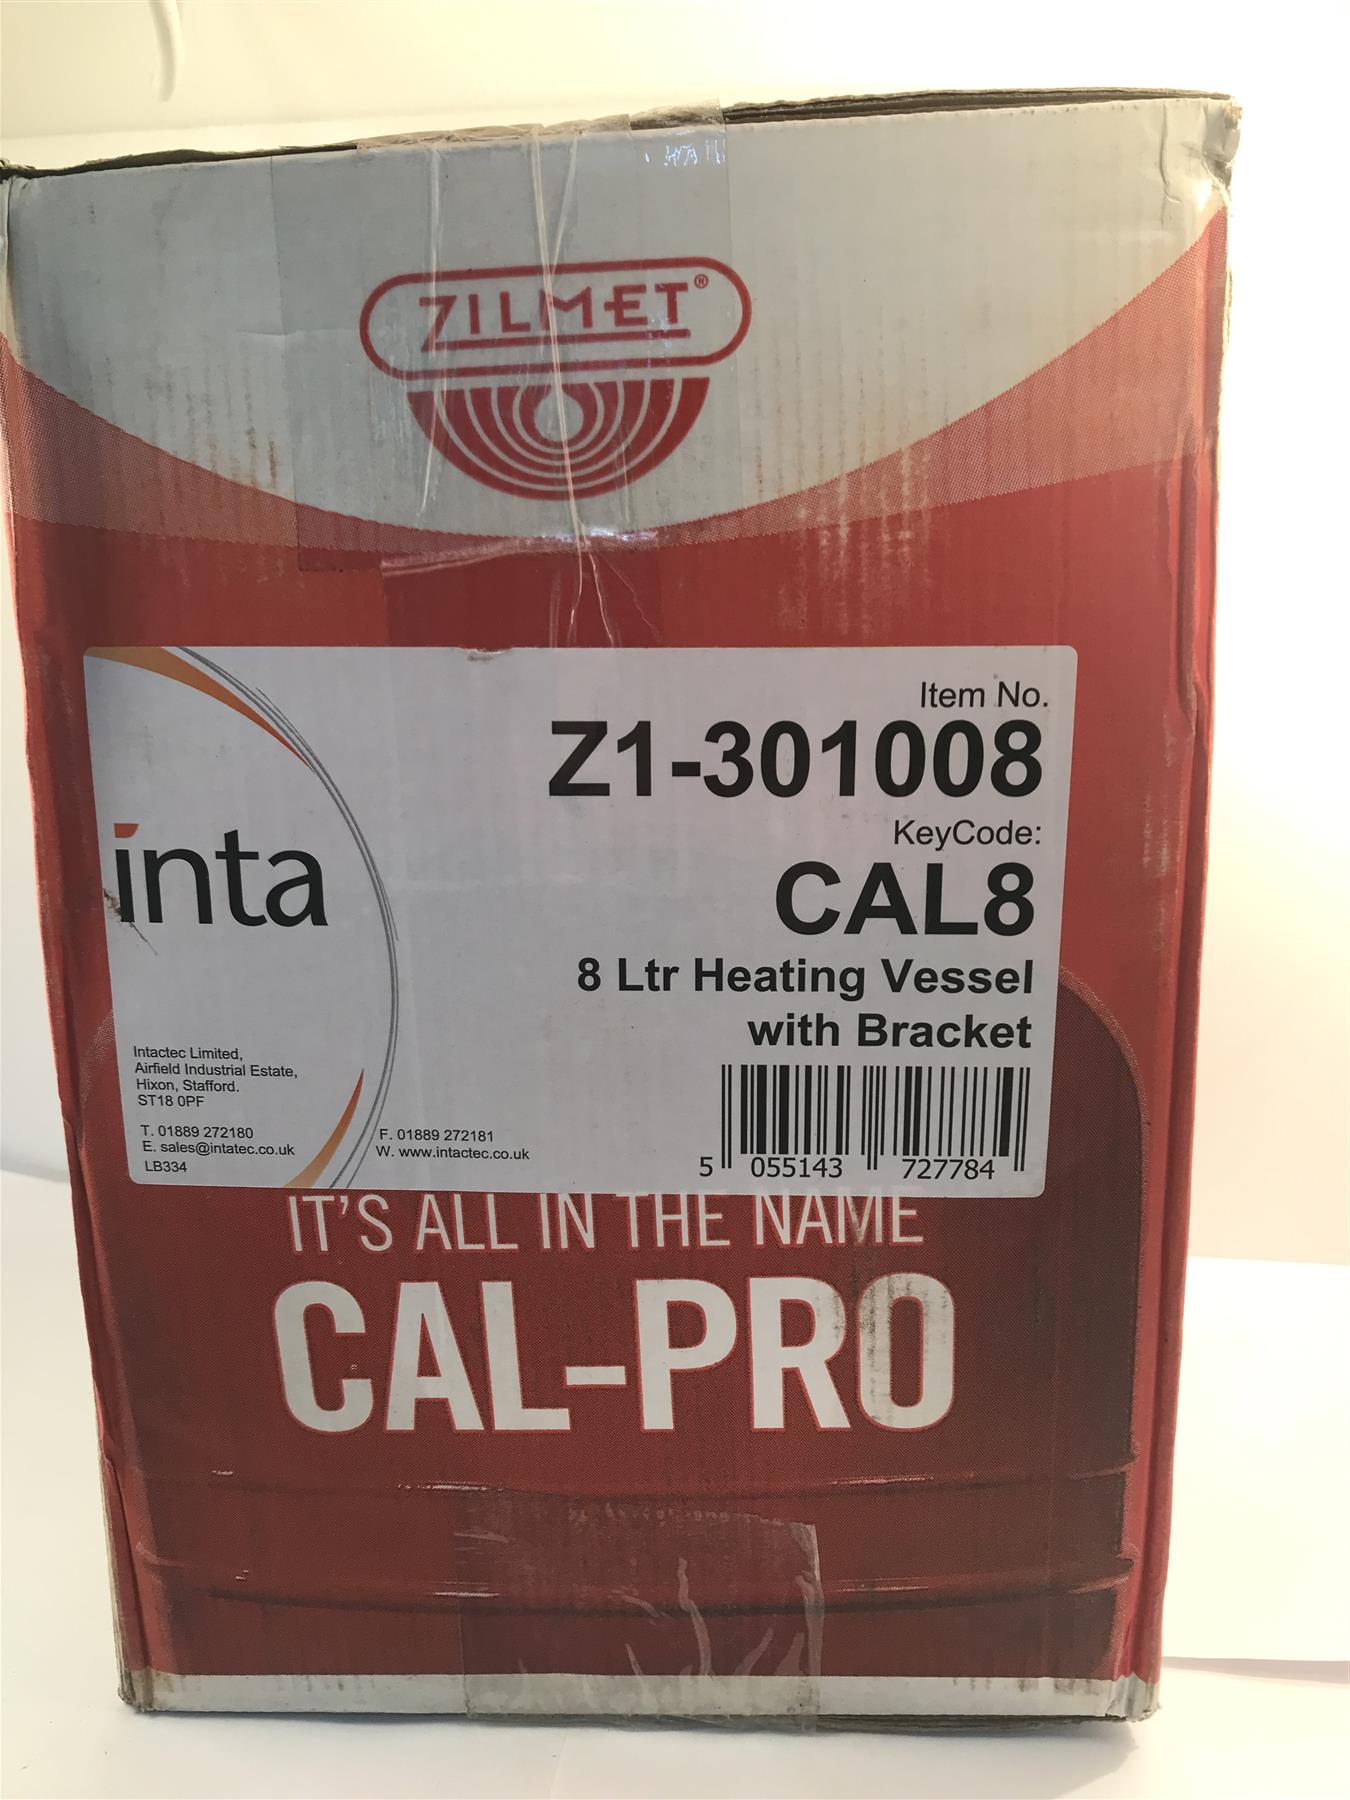 ZILMET®
Item No.
Z1-301008
KeyCode:
CAL8
8 Ltr Heating Vessel
with Bracket
inta
Intactec Limited,
Airfield Industrial Estate,
Hixon, Stafford.
ST18 0PF
T. 01889 272180
E. sales@intatec.co.uk
LB334
F. 01889 272181
W. www.intactec.co.uk
5 055143 727784
IT'S ALL IN THE NAME
CAL-PRO